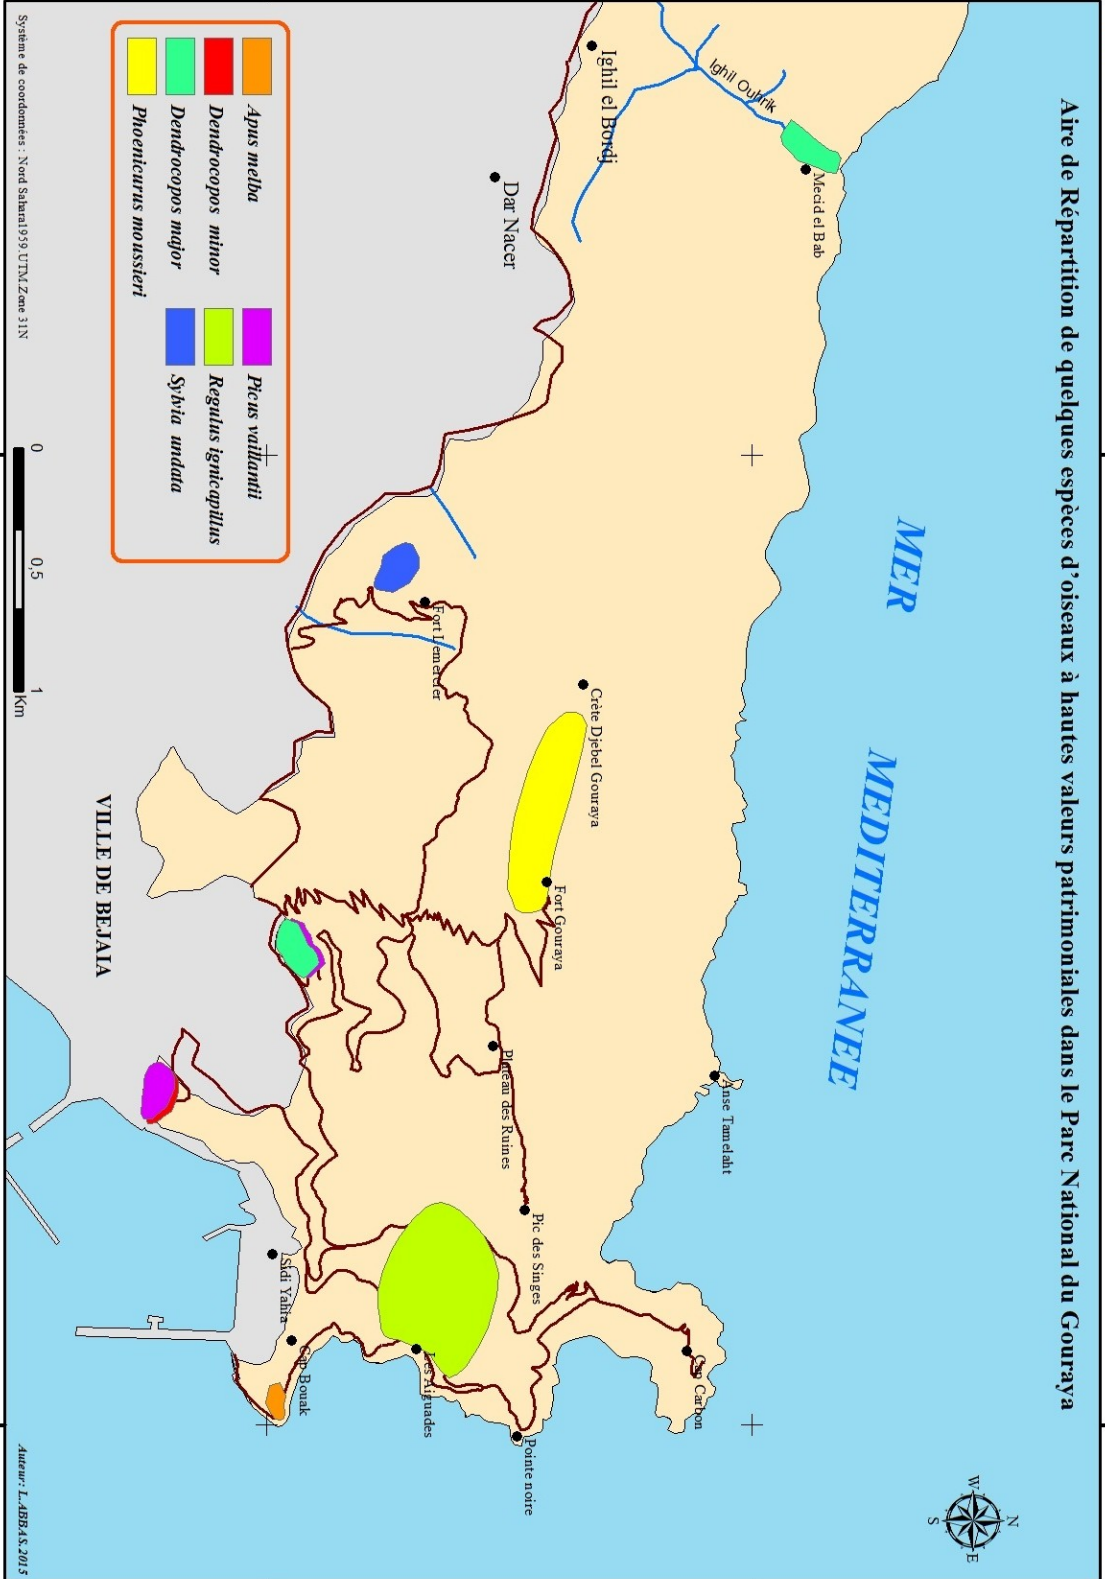 Aire de Répartition de quelques espèces d'oiseaux à hautes valeurs patrimoniales dans le Parc National du Gouraya
N
W
E
S
MER
MEDITERRANEE
Mecid el Bab
Ighil Ouhrik
Ighil el Bordj
Dar Nacer
Anse Tamelaht
Cap Carbon
Crète Djebel Gouraya
Fort Gouraya
Plateau des Ruines
Pic des Singes
Pointe noire
Fort Lemercier
Les Aiguades
Cap Bouak
Sidi Yahia
VILLE DE BEJAIA
Apus melba
Dendrocopos minor
Dendrocopos major
Phoenicurus moussieri
Picus vaillantii
Regulus ignicapillus
Sylvia undata
0 0,5 1
Km
Système de coordonnées : Nord Sahara1959.UTM.Zone 31N
Auteur: L.ABBAS.2015